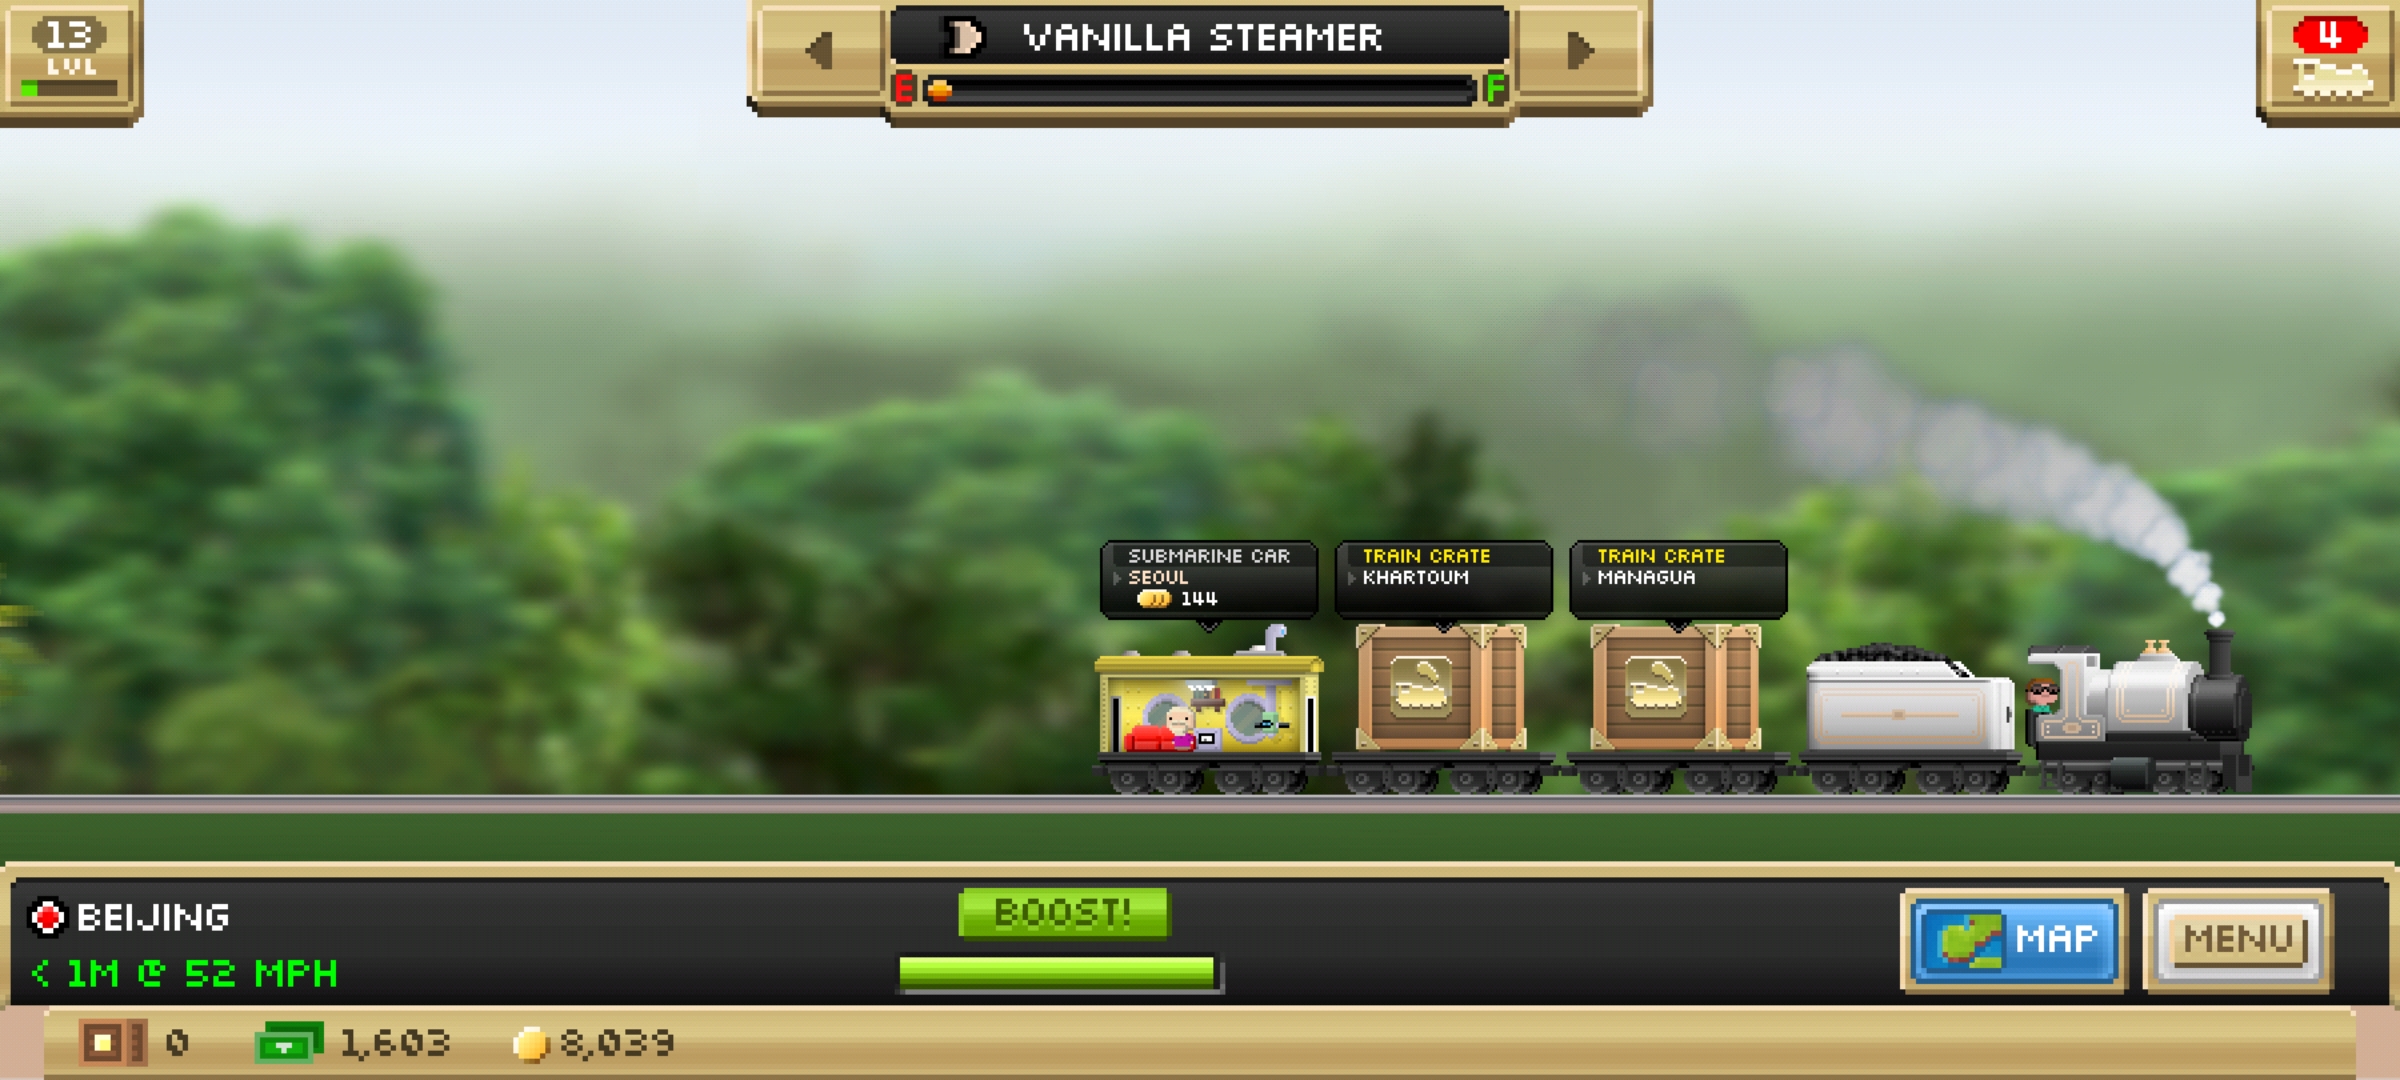 13
LVL
VANILLA STEAMER
E
F
4
SUBMARINE CAR
SEOUL
144
TRAIN CRATE
KHARTOUM
TRAIN CRATE
MANAGUA
BEIJING
< 1M @ 52 MPH
BOOST!
MAP
MENU
0
1,603
8,039